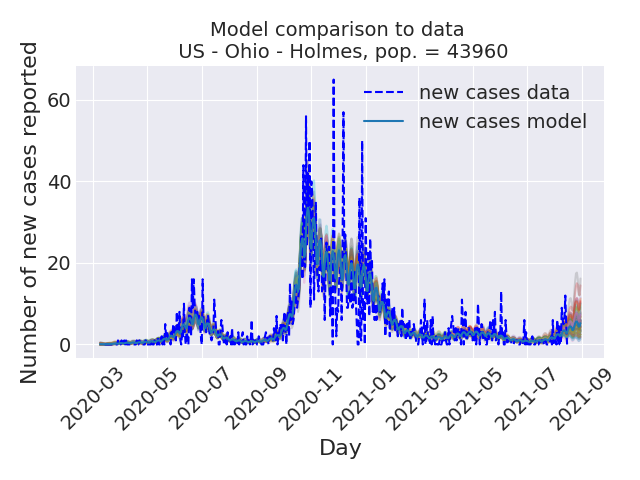 Model comparison to data
US - Ohio - Holmes, pop. = 43960
Number of new cases reported
60
40
20
0
new cases data
new cases model
2020-03
2020-05
2020-07
2020-09
2020-11
2021-01
2021-03
2021-05
2021-07
2021-09
Day